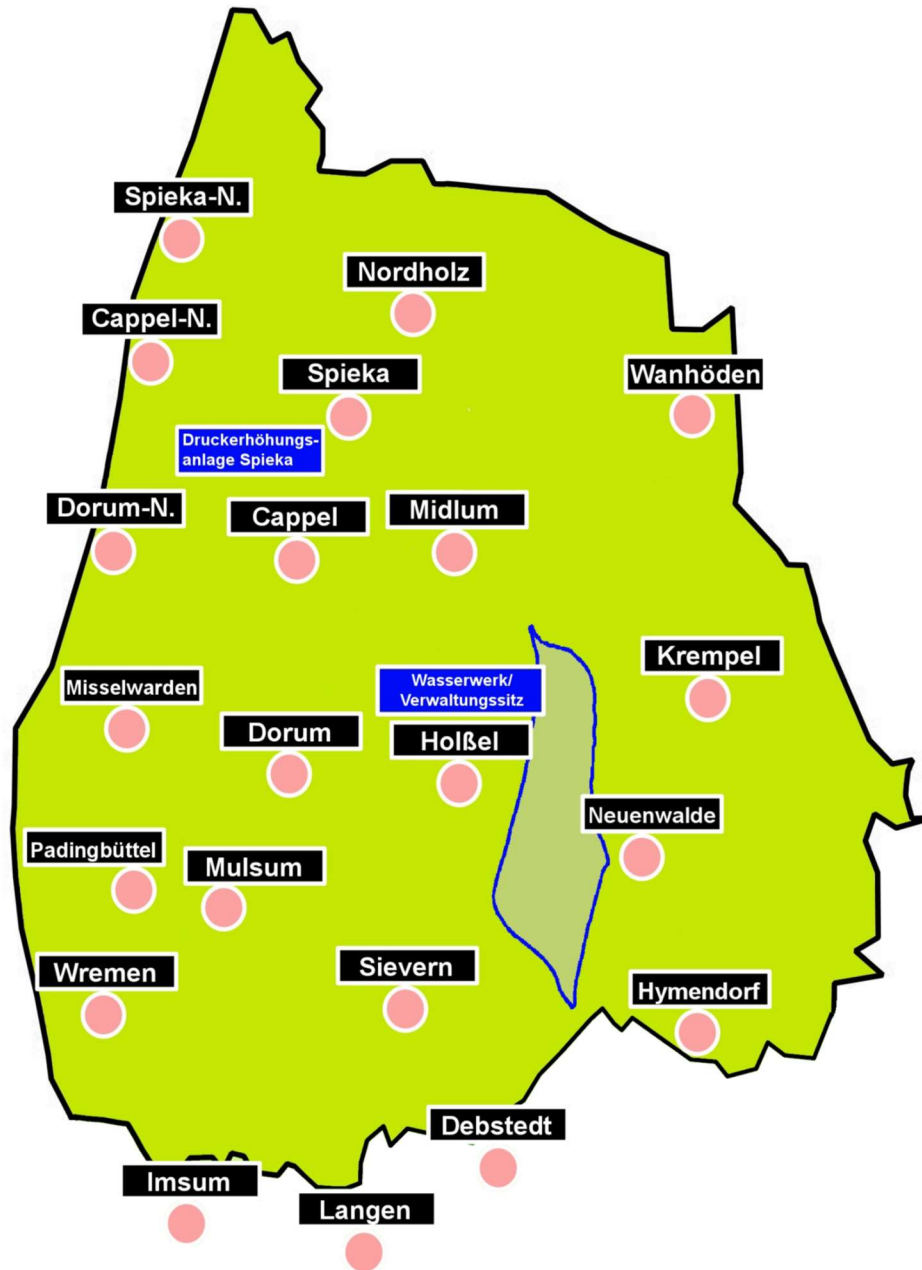 Spieka-N.
Nordholz
Cappel-N.
Spieka
Wanhöden
Druckerhöhungs-
anlage Spieka
Dorum-N.
Cappel
Midlum
Krempel
Misselwarden
Wasserwerk/
Verwaltungssitz
Dorum
Holßel
Neuenwalde
Padingbüttel
Mulsum
Wremen
Sievern
Hymendorf
Debstedt
Imsum
Langen